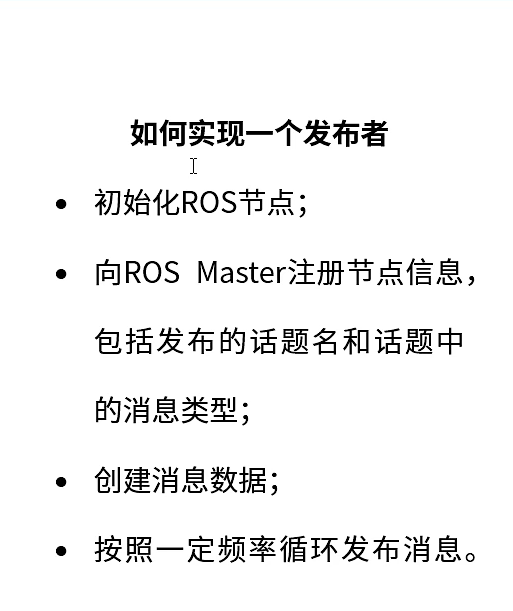 如何实现一个发布者
• 初始化ROS节点；
• 向ROS Master注册节点信息，
包括发布的话题名和话题中
的消息类型；
• 创建消息数据；
• 按照一定频率循环发布消息。